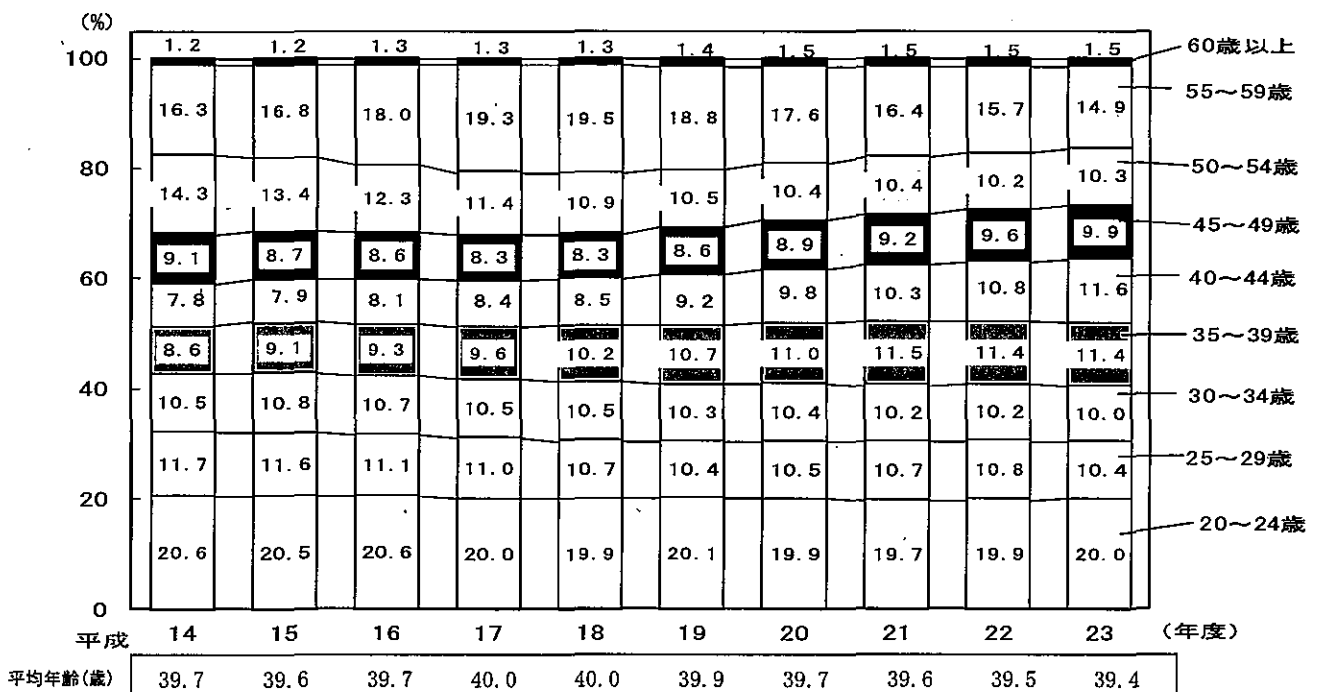 (%)
1.2 1.2 1.3 1.3 1.3 1.4 1.5 1.5 1.5 1.5 60歳以上
100
16.3 16.8 18.0 19.3 19.5 18.8 17.6 16.4 15.7 14.9 55～59歳
80
14.3 13.4 12.3 11.4 10.9 10.5 10.4 10.4 10.2 10.3 50～54歳
9.1 8.7 8.6 8.3 8.3 8.6 8.9 9.2 9.6 9.9 45～49歳
60
7.8 7.9 8.1 8.4 8.5 9.2 9.8 10.3 10.8 11.6 40～44歳
8.6 9.1 9.3 9.6 10.2 10.7 11.0 11.5 11.4 11.4 35～39歳
40
10.5 10.8 10.7 10.5 10.5 10.3 10.4 10.2 10.2 10.0 30～34歳
11.7 11.6 11.1 11.0 10.7 10.4 10.5 10.7 10.8 10.4 25～29歳
20
20.6 20.5 20.6 20.0 19.9 20.1 19.9 19.7 19.9 20.0 20～24歳
0
平成 14 15 16 17 18 19 20 21 22 23 (年度)
平均年齢(歳) 39.7 39.6 39.7 40.0 40.0 39.9 39.7 39.6 39.5 39.4